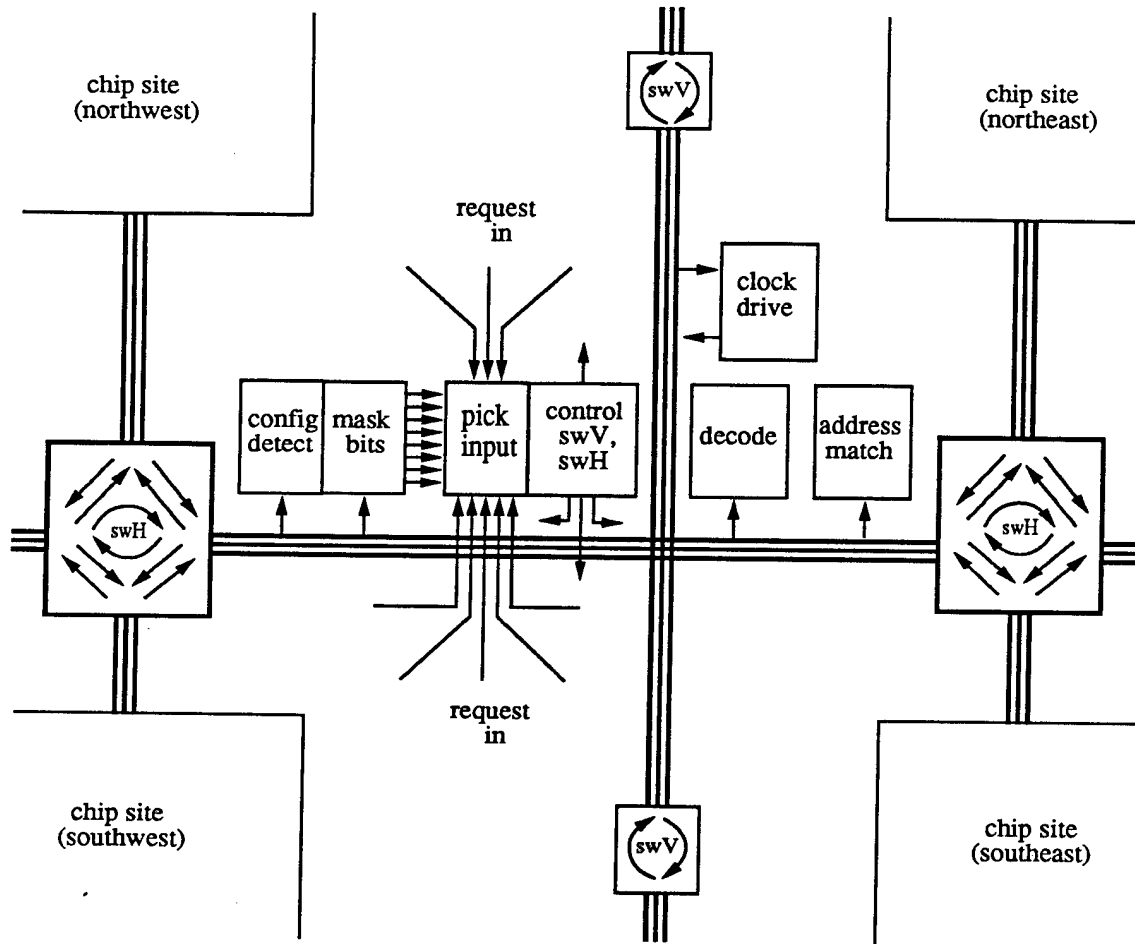 chip site
(northwest)
swV
chip site
(northeast)
request
in
clock
drive
config
detect
mask
bits
pick
input
control
swV,
swH
decode
address
match
swH
swH
request
in
chip site
(southwest)
swV
chip site
(southeast)